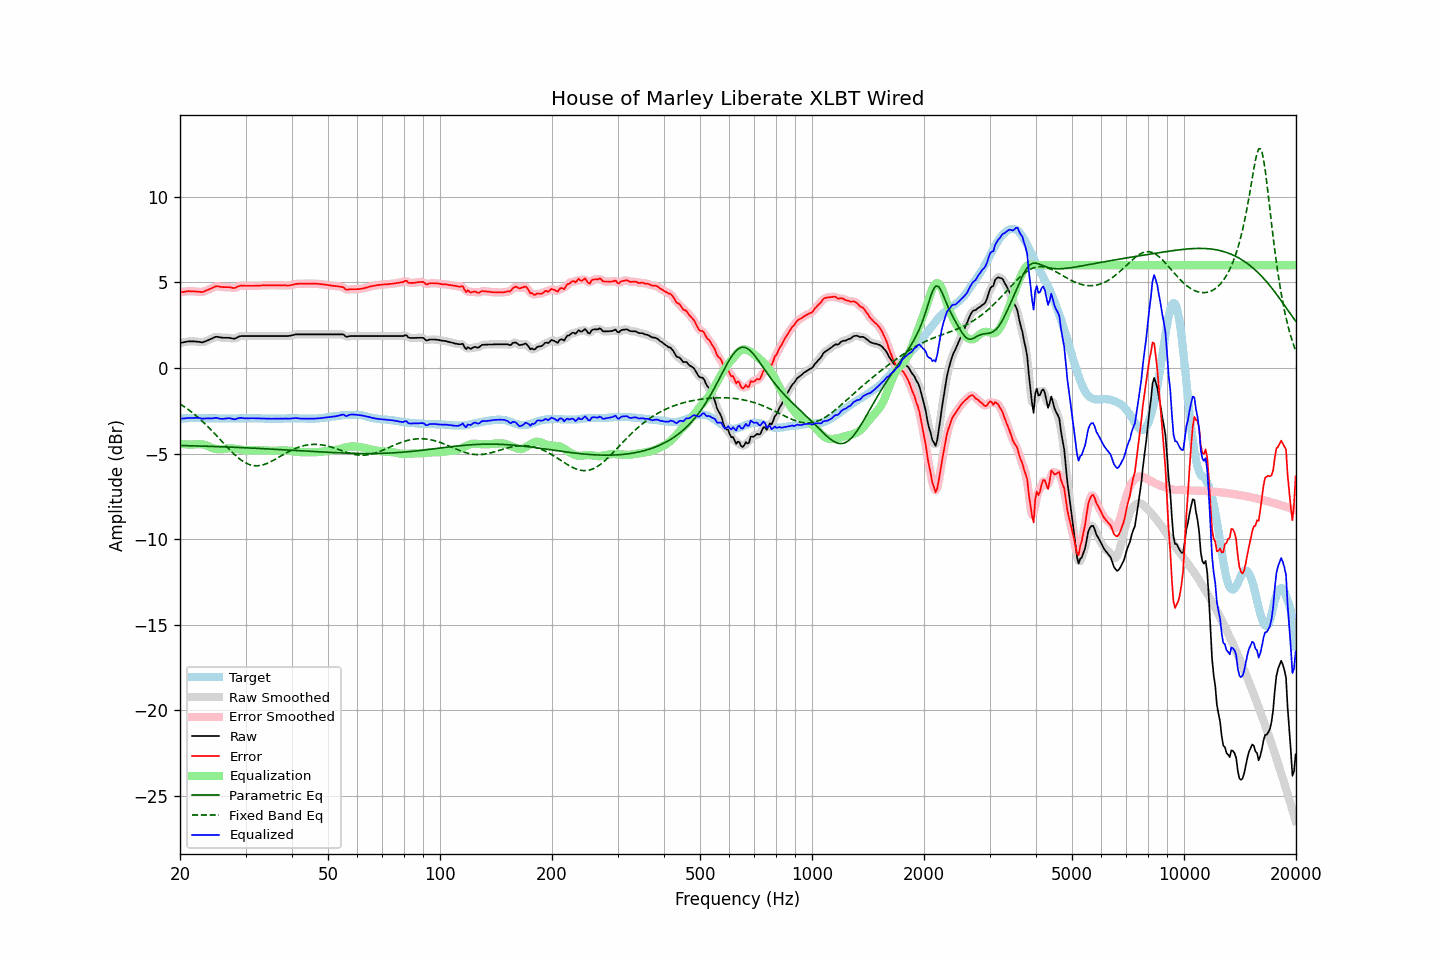 House of Marley Liberate XLBT Wired
Amplitude (dBr)
10
5
0
−5
−10
−15
−20
−25
Target
Raw Smoothed
Error Smoothed
Raw
Error
Equalization
Parametric Eq
Fixed Band Eq
Equalized
20
50
100
200
500
1000
2000
5000
10000
20000
Frequency (Hz)